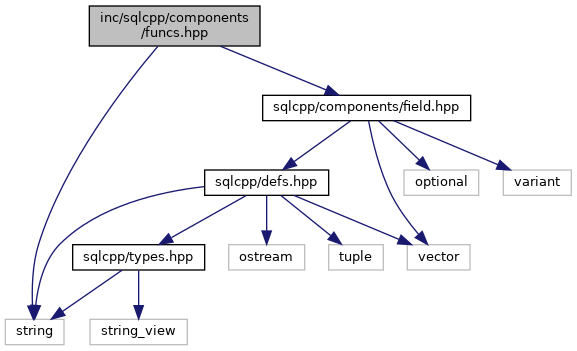 inc/sqlcpp/components
/funcs.hpp
sqlcpp/components/field.hpp
sqlcpp/defs.hpp
optional
variant
sqlcpp/types.hpp
ostream
tuple
vector
string
string_view